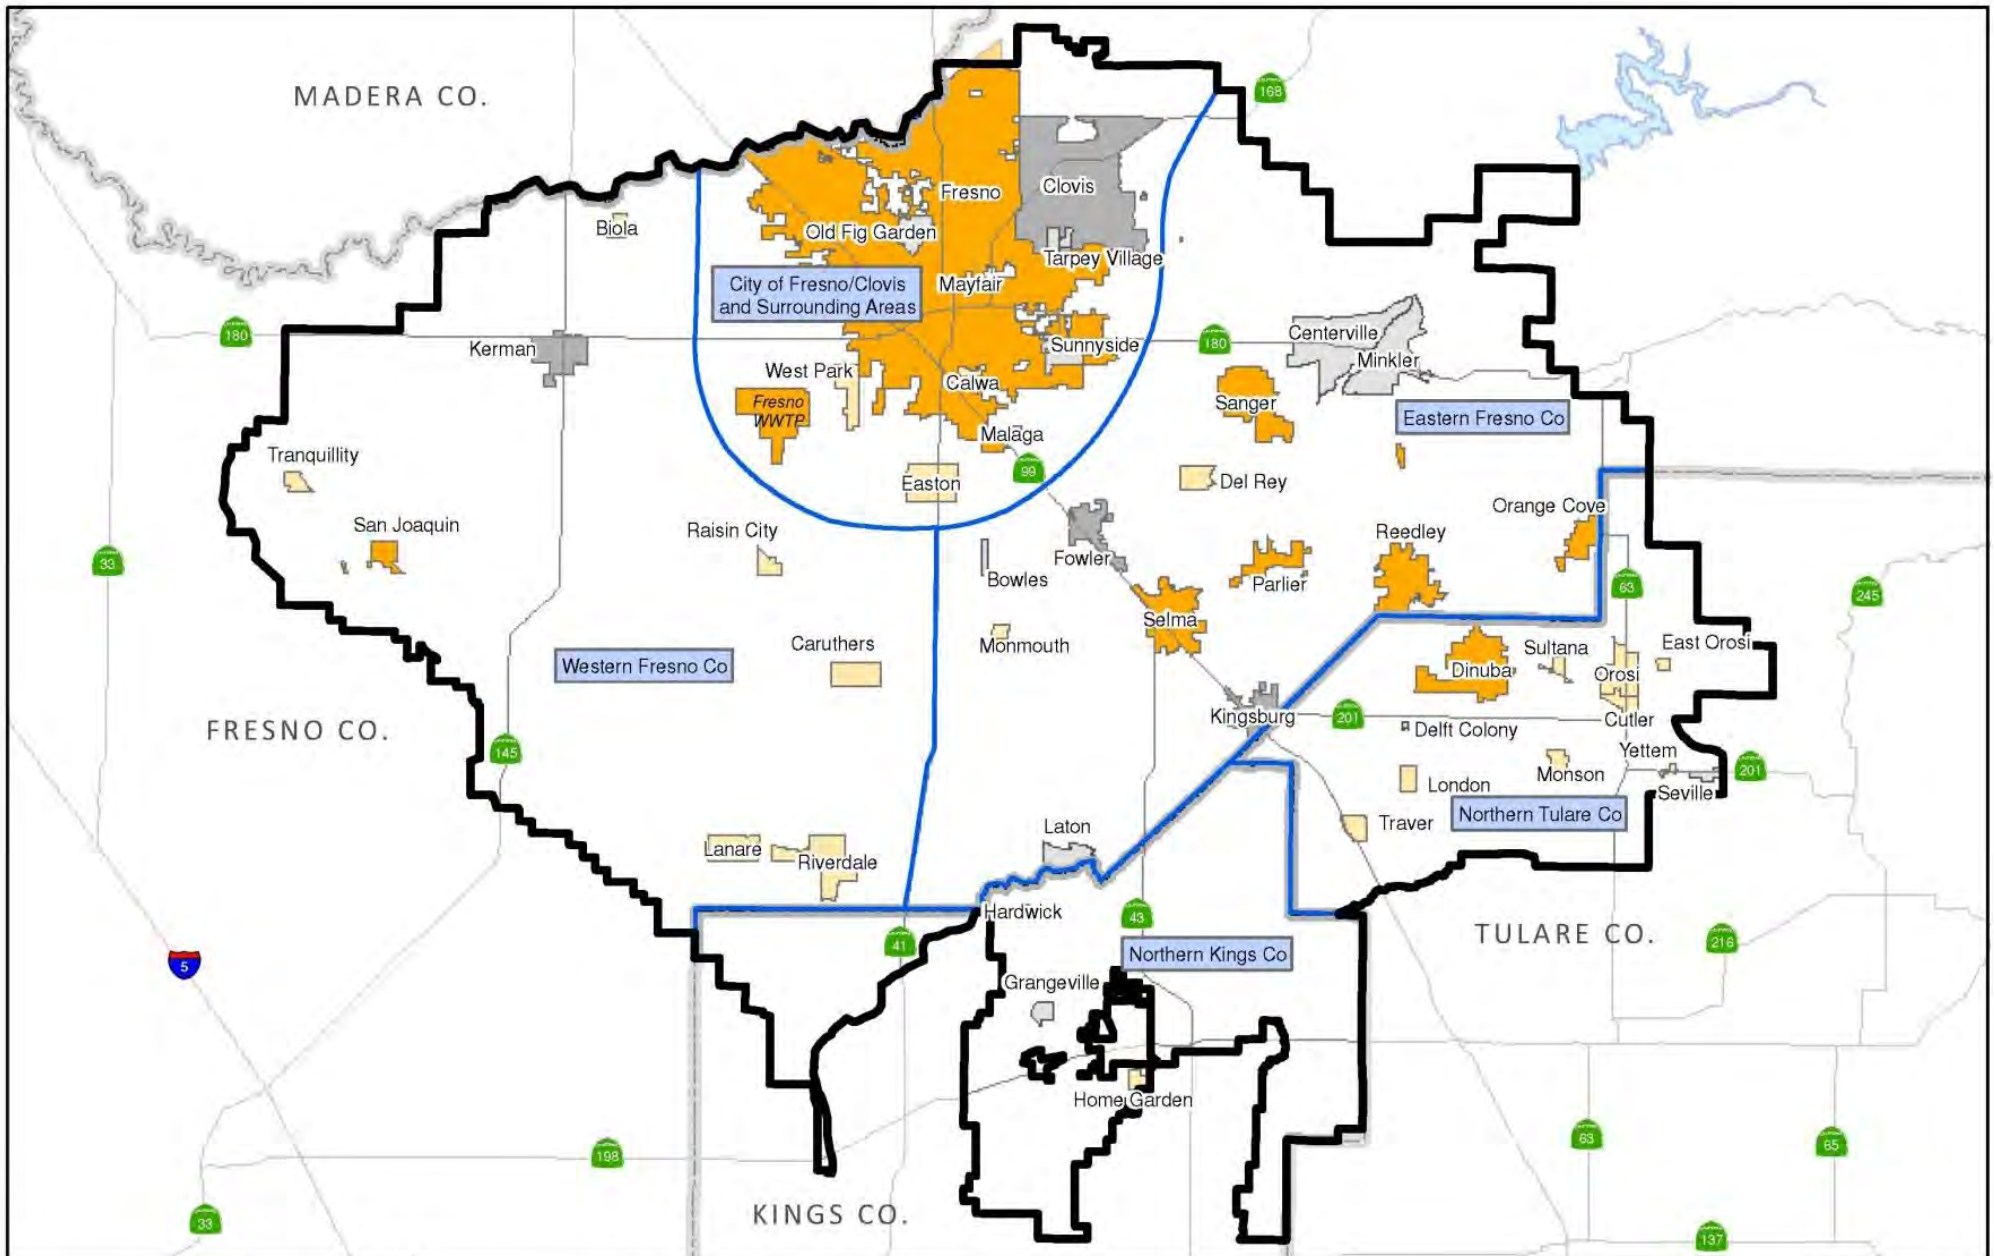 168
MADERA CO.
Biola
Fresno
Clovis
Old Fig Garden
Tarpey Village
City of Fresno/Clovis
and Surrounding Areas
Mayfair
180
Kerman
Sunnyside
180
Centerville
Minkler
West Park
Calwa
Fresno
WWTP
Sanger
Eastern Fresno Co
Malaga
99
Tranquillity
Easton
Del Rey
Orange Cove
San Joaquin
Raisin City
Reedley
33
Fowler
Bowles
Parlier
63
245
Selma
Caruthers
Monmouth
Western Fresno Co
Sultana
East Orosi
Dinuba
Orosi
FRESNO CO.
Kingsburg
201
Cutler
Delft Colony
145
Yettem
Monson
201
London
Seville
Northern Tulare Co
Laton
Traver
Lanare
Riverdale
Hardwick
43
TULARE CO.
216
41
Northern Kings Co
5
Grangeville
Home Garden
198
63
65
KINGS CO.
33
137